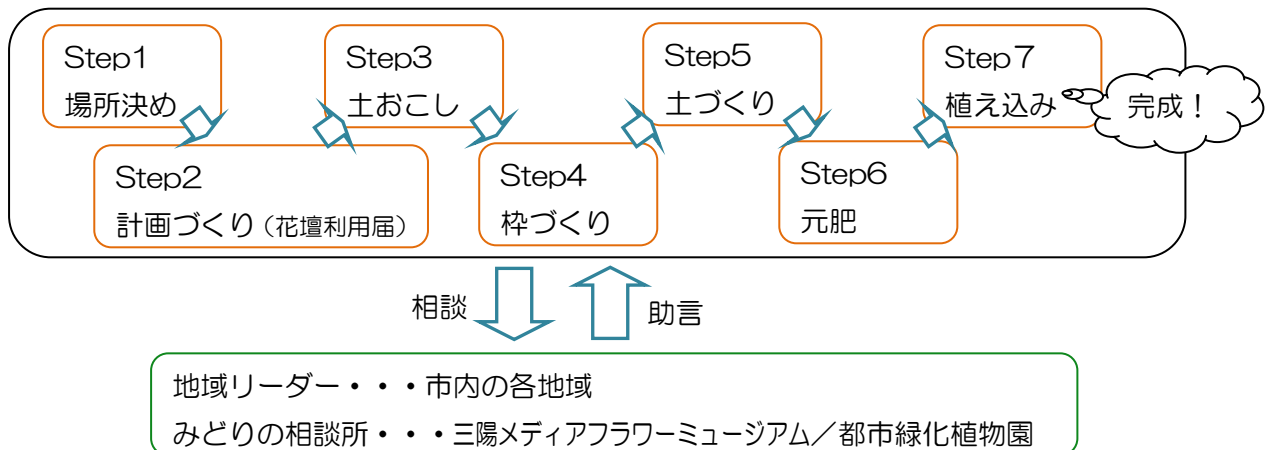 Step1
場所決め
Step2
計画づくり（花壇利用届）
Step3
土おこし
Step4
枠づくり
Step5
土づくり
Step6
元肥
Step7
植え込み
完成！
相談
助言
地域リーダー・・・市内の各地域
みどりの相談所・・・三陽メディアフラワーミュージアム／都市緑化植物園